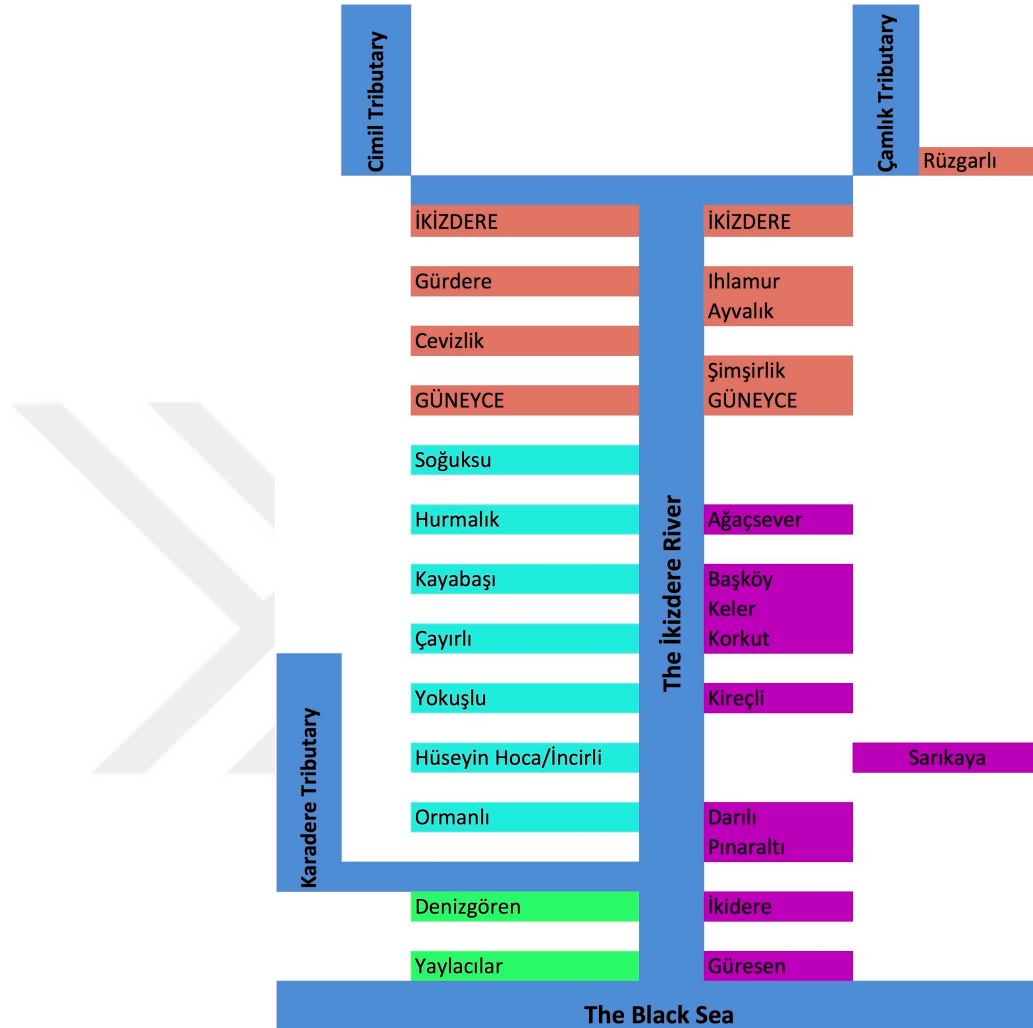 Cimil Tributary
Çamlık Tributary
Rüzgarlı
İKİZDERE
İKİZDERE
Gürdere
Ihlamur
Ayvalık
Cevizlik
Şimşirlik
GÜNEYCE
GÜNEYCE
Soğuksu
The İkizdere River
Hurmalık
Ağaçsever
Kayabaşı
Başköy
Keler
Çayırlı
Korkut
Karadere Tributary
Yokuşlu
Kireçli
Hüseyin Hoca/İncirli
Sarıkaya
Ormanlı
Darılı
Pınaraltı
Denizgören
İkidere
Yaylacılar
Güresen
The Black Sea